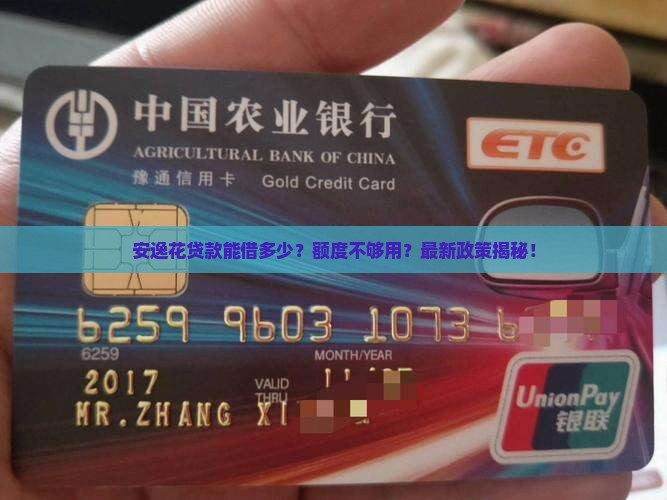 中国农业银行
AGRICULTURAL BANK OF CHINA
豫通信用卡 Gold Credit Card
ETC
安逸花贷款能借多少？额度不够用？最新政策揭秘！
6259 9603 1073 6
6259
MONTH/YEAR
2017
VALID THRU
MR.ZHANG XI
UnionPay
银联